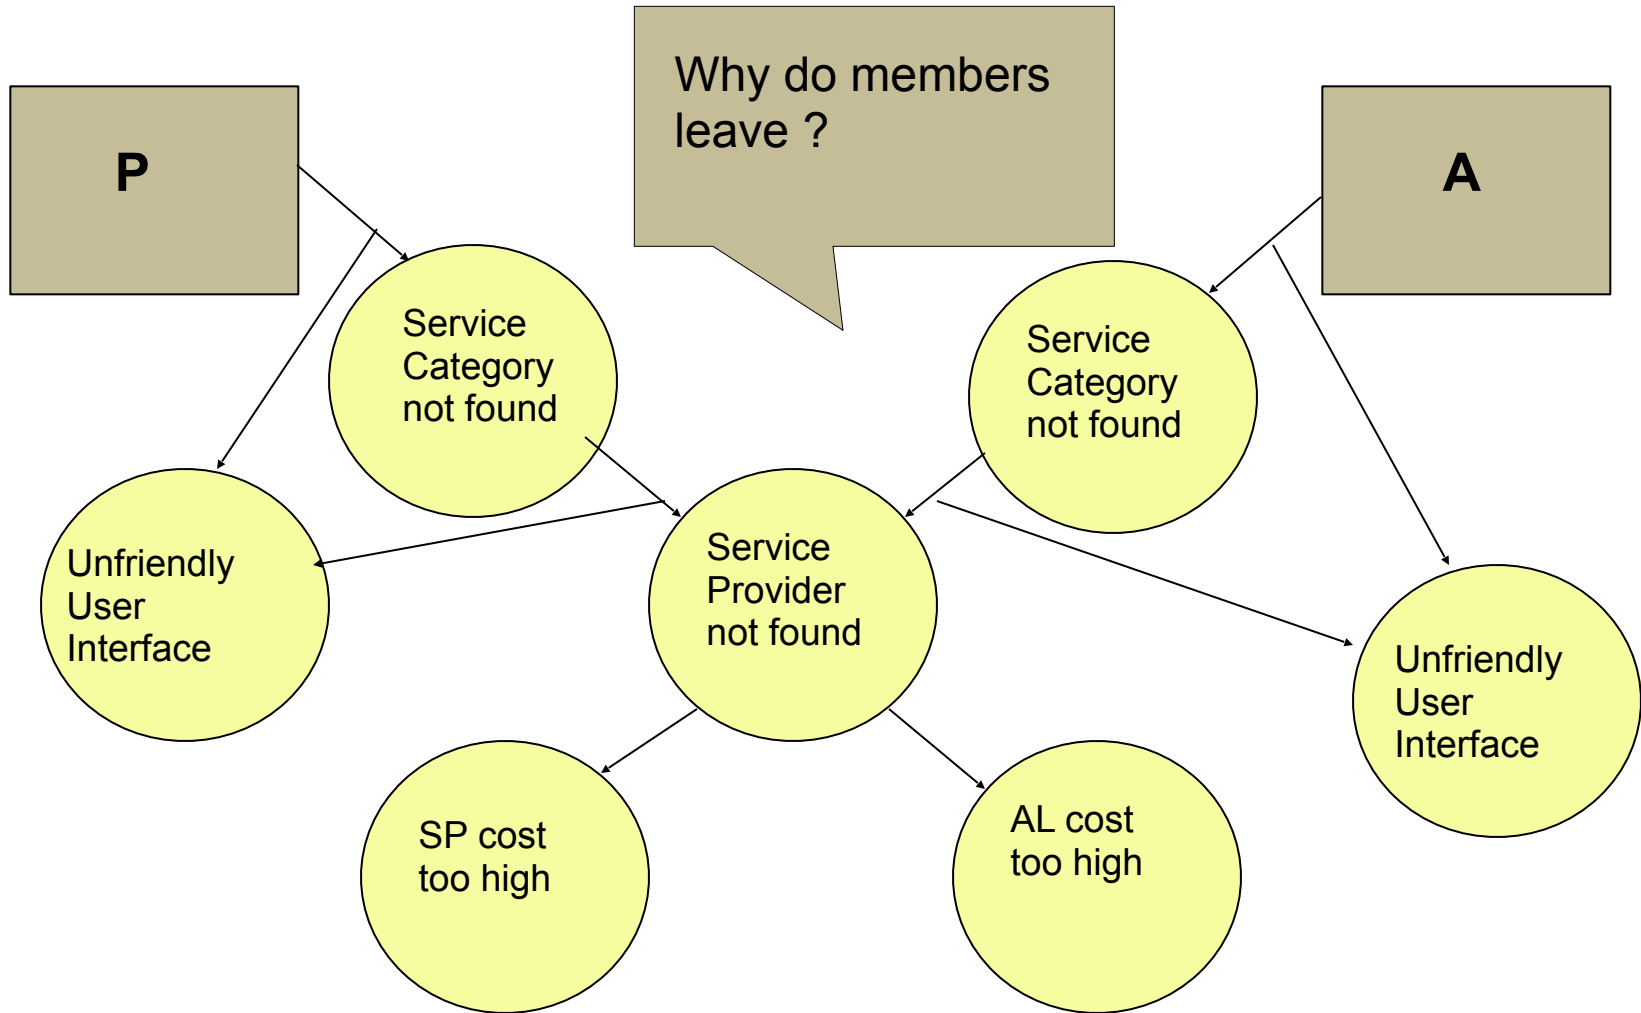 Why do members
leave ?
P
A
Service
Category
not found
Service
Category
not found
Unfriendly
User
Interface
Service
Provider
not found
Unfriendly
User
Interface
SP cost
too high
AL cost
too high